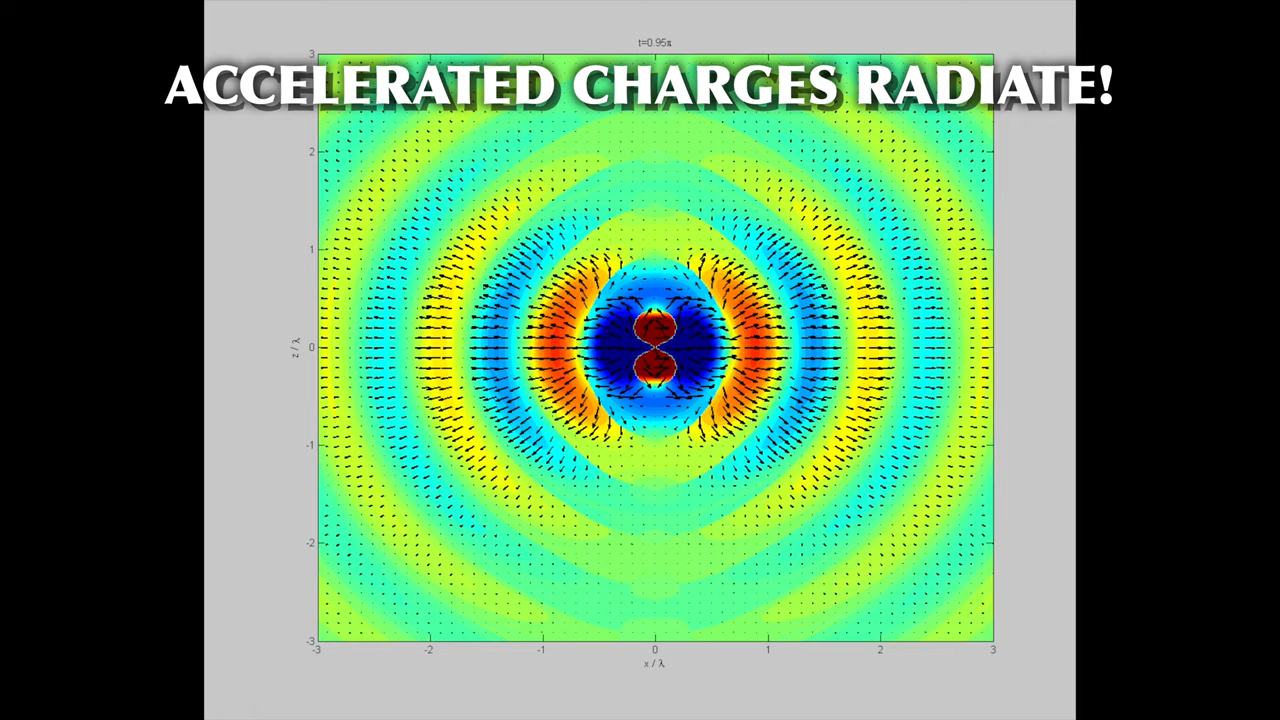 t=0.95π
ACCELERATED CHARGES RADIATE!
3
2
1
0
-1
-2
-3
z / λ
-3 -2 -1 0 1 2 3
x / λ